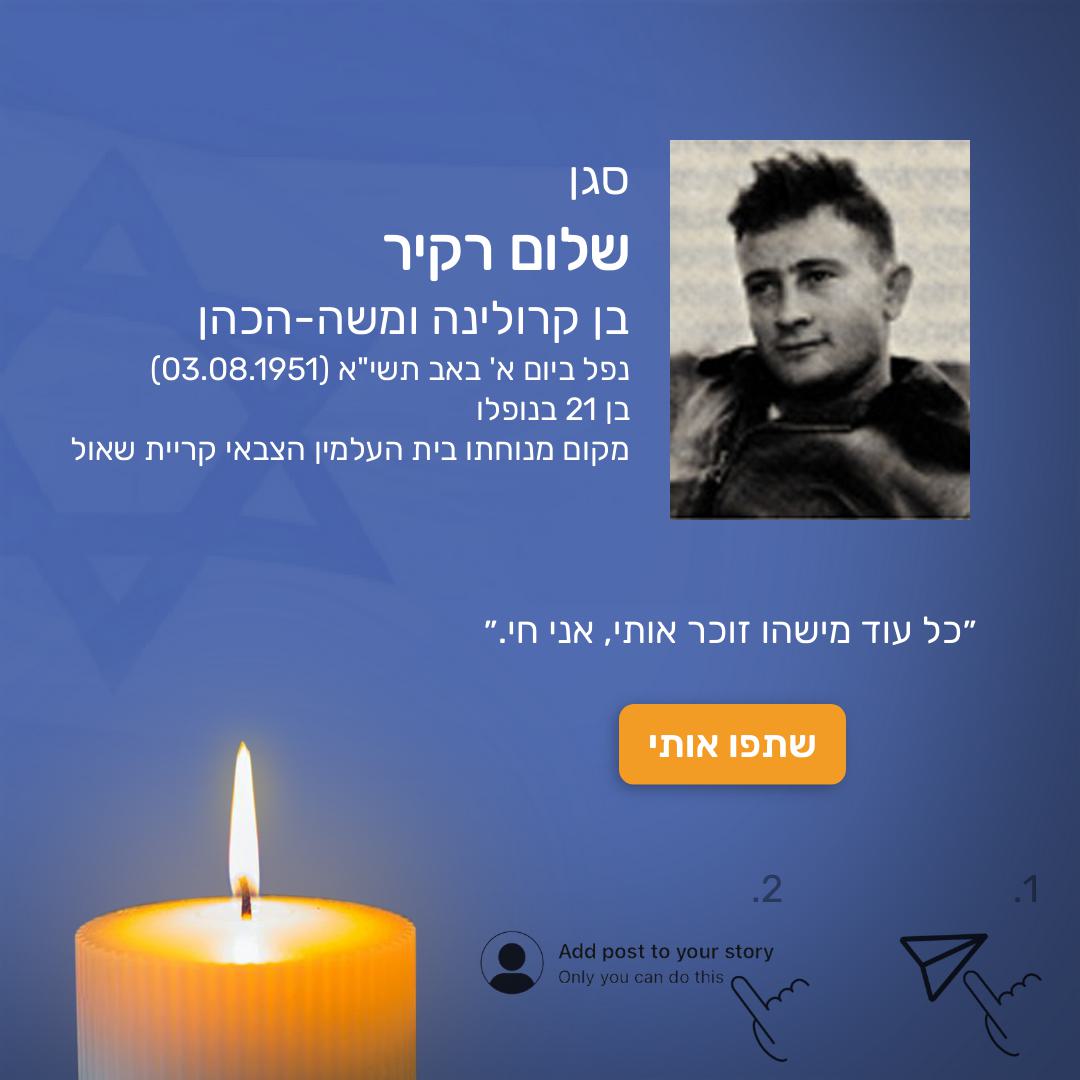 סגן
שלום רקיר
בן קרולינה ומשה-הכהן
נפל ביום א' באב תשי"א (03.08.1951)
בן 21 בנופלו
מקום מנוחתו בית העלמין הצבאי קריית שאול
"כל עוד מישהו זוכר אותי, אני חי."
שתפו אותי
1.
2.
Add post to your story
Only you can do this